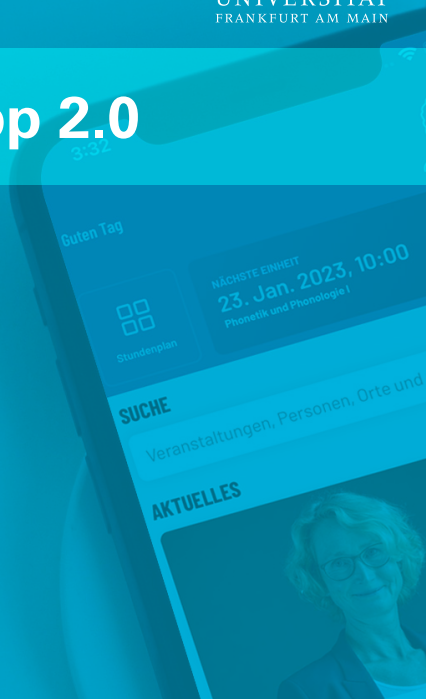 UNIVERSITÄT
FRANKFURT AM MAIN
2.0
3:32
Guten Tag
NÄCHSTE EINHEIT
23. Jan. 2023, 10:00
Phonetik und Phonologie I
Stundenplan
SUCHE
Veranstaltungen, Personen, Orte und
AKTUELLES